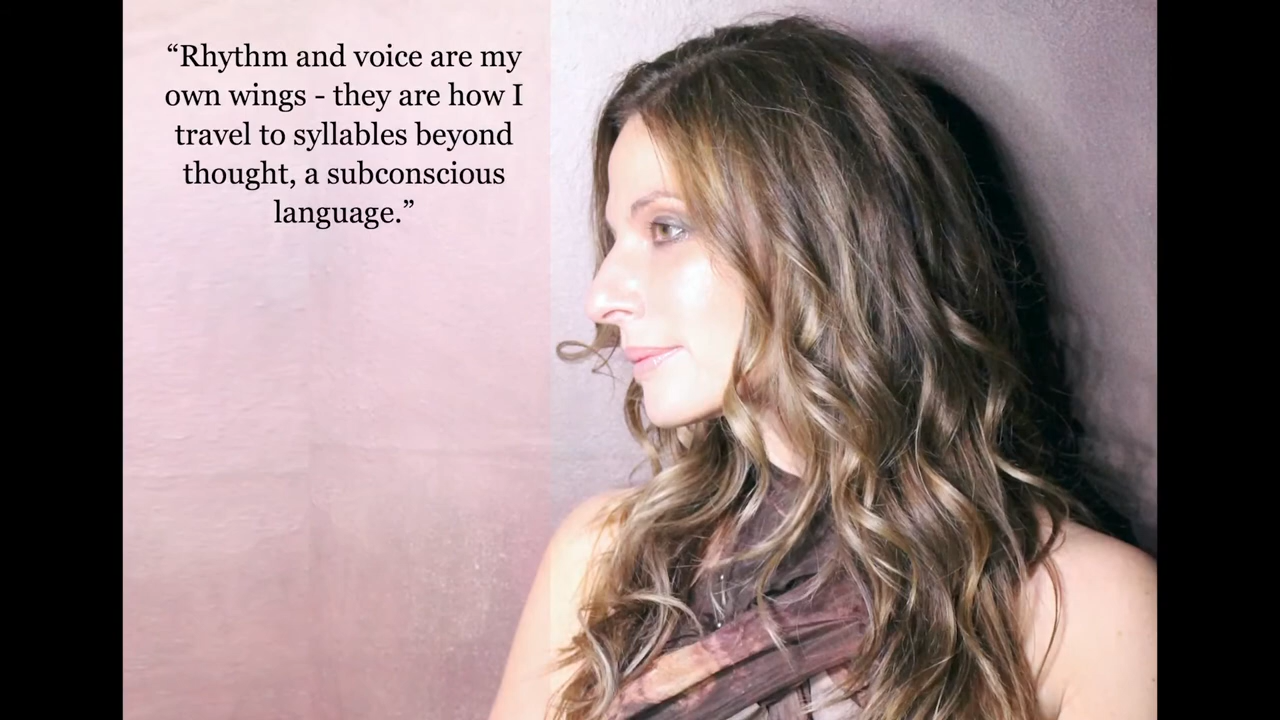 “Rhythm and voice are my
own wings - they are how I
travel to syllables beyond
thought, a subconscious
language.”